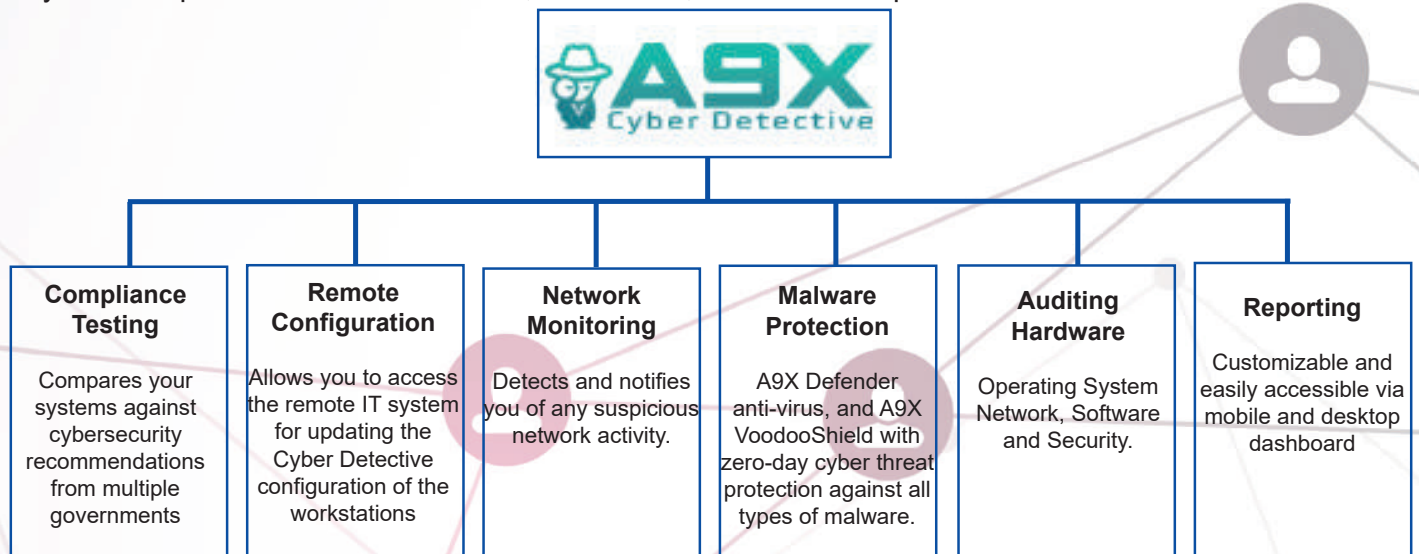 A9X
Cyber Detective
Compliance
Testing
Compares your
systems against
cybersecurity
recommendations
from multiple
governments
Remote
Configuration
Allows you to access
the remote IT system
for updating the
Cyber Detective
configuration of the
workstations
Network
Monitoring
Detects and notifies
you of any suspicious
network activity.
Malware
Protection
A9X Defender
anti-virus, and A9X
VoodooShield with
zero-day cyber threat
protection against all
types of malware.
Auditing
Hardware
Operating System
Network, Software
and Security.
Reporting
Customizable and
easily accessible via
mobile and desktop
dashboard